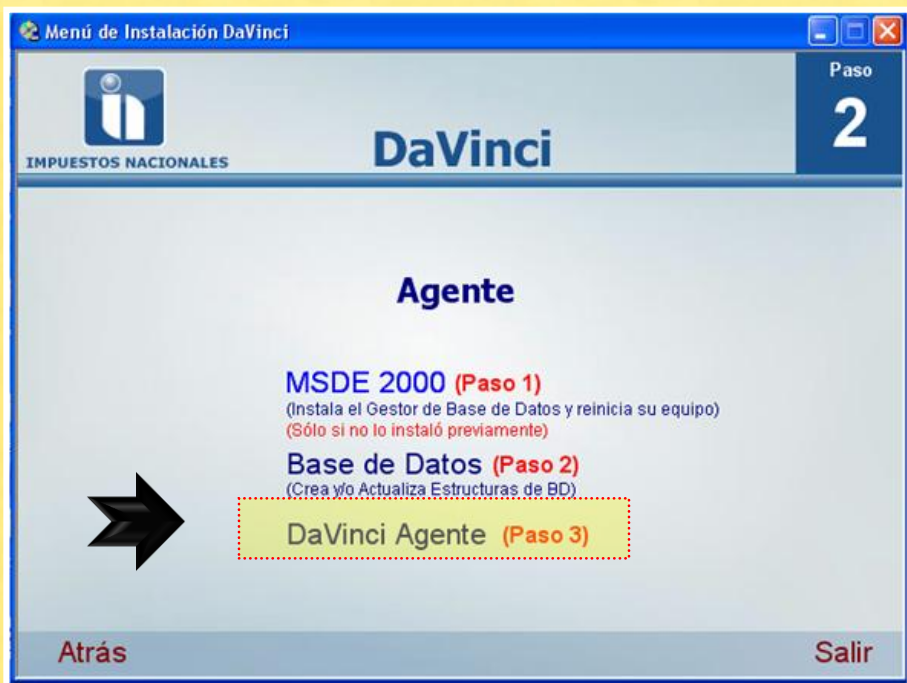 Menú de Instalación DaVinci
Paso
2
IMPUESTOS NACIONALES
DaVinci
Agente
MSDE 2000 (Paso 1)
(Instala el Gestor de Base de Datos y reinicia su equipo)
(Sólo si no lo instaló previamente)
Base de Datos (Paso 2)
(Crea y/o Actualiza Estructuras de BD)
DaVinci Agente (Paso 3)
Atrás
Salir